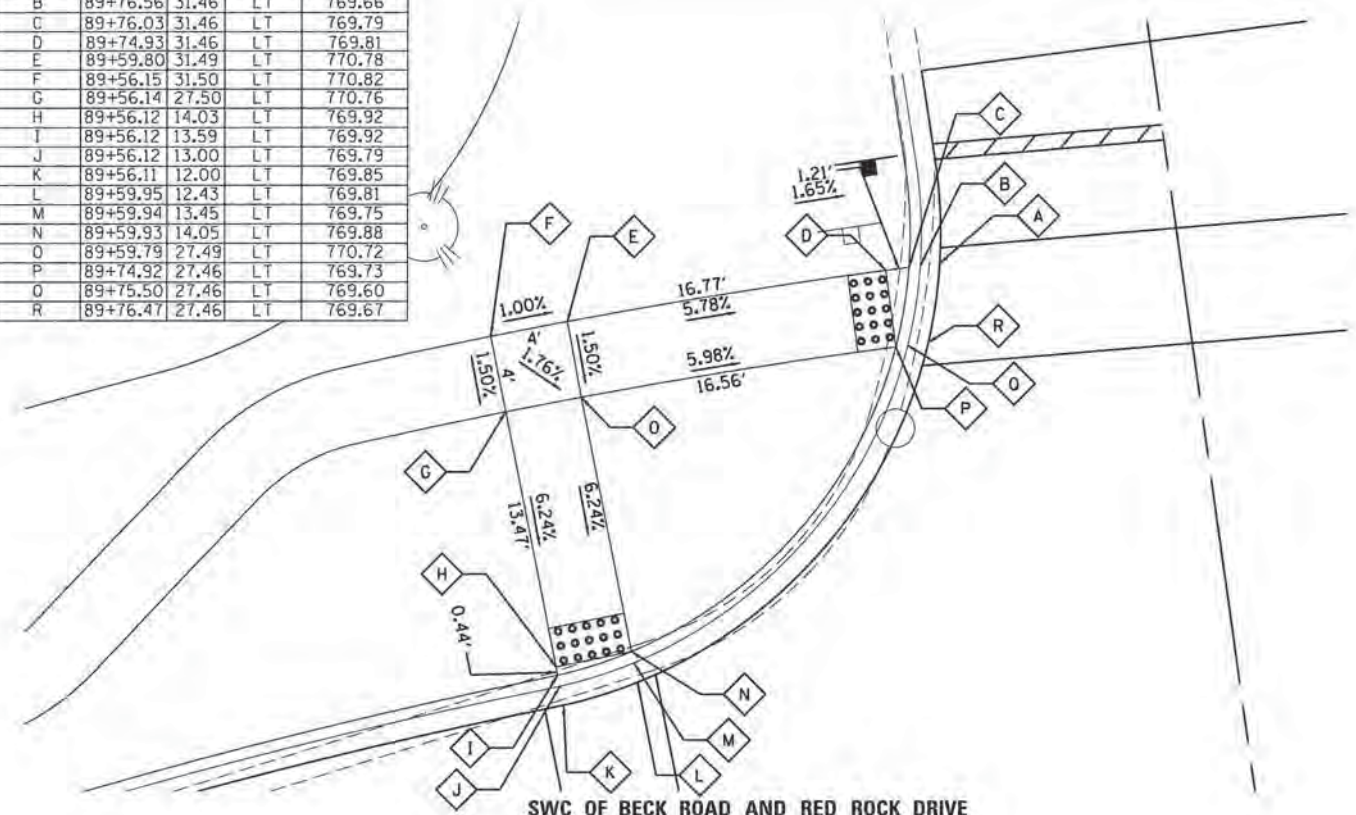 B 89+76.56 31.46 LT 769.66
C 89+76.03 31.46 LT 769.79
D 89+74.93 31.46 LT 769.81
E 89+59.80 31.49 LT 770.78
F 89+56.15 31.50 LT 770.82
G 89+56.14 27.50 LT 770.76
H 89+56.12 14.03 LT 769.92
I 89+56.12 13.59 LT 769.92
J 89+56.12 13.00 LT 769.79
K 89+56.11 12.00 LT 769.85
L 89+59.95 12.43 LT 769.81
M 89+59.94 13.45 LT 769.75
N 89+59.93 14.05 LT 769.88
O 89+59.79 27.49 LT 770.72
P 89+74.92 27.46 LT 769.73
Q 89+75.50 27.46 LT 769.60
R 89+76.47 27.46 LT 769.67
C
1.21'
1.65%
B
A
F
E
D
16.77'
5.78%
1.00%
4'
1.76%
4'
1.50%
1.50%
5.98%
16.56'
R
Q
P
O
G
6.24%
13.47'
6.24%
H
0.44'
N
M
I
K
L
J
SWC OF BECK ROAD AND RED ROCK DRIVE